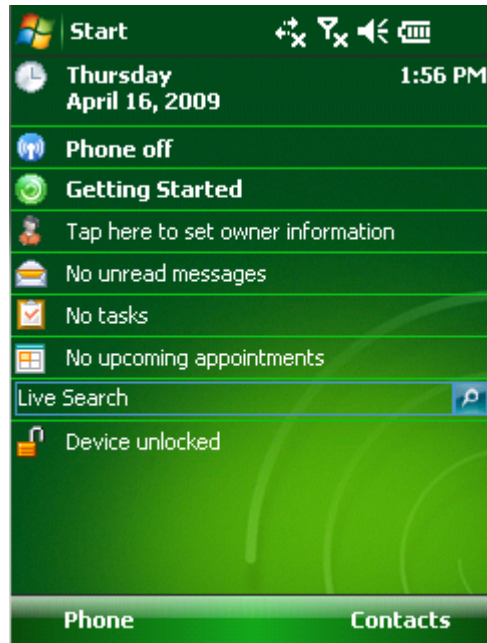 Start
Thursday 1:56 PM
April 16, 2009
Phone off
Getting Started
Tap here to set owner information
No unread messages
No tasks
No upcoming appointments
Live Search
Device unlocked
Phone Contacts